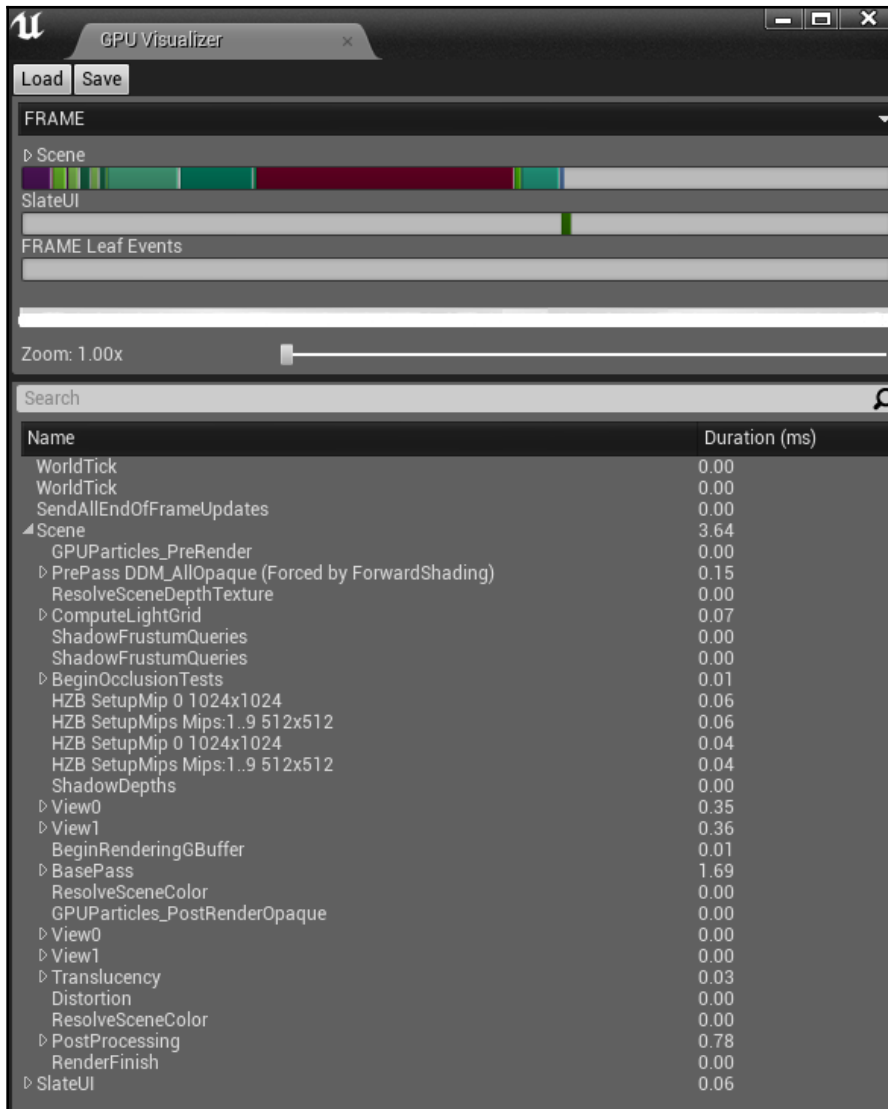 GPU Visualizer
Load Save
FRAME
Scene
SlateUI
FRAME Leaf Events
Zoom: 1.00x
Search
Name Duration (ms)
WorldTick 0.00
WorldTick 0.00
SendAllEndOfFrameUpdates 0.00
Scene 3.64
GPUParticles_PreRender 0.00
PrePass DDM_AllOpaque (Forced by ForwardShading) 0.15
ResolveSceneDepthTexture 0.00
ComputeLightGrid 0.07
ShadowFrustumQueries 0.00
ShadowFrustumQueries 0.00
BeginOcclusionTests 0.01
HZB SetupMip 0 1024x1024 0.06
HZB SetupMips Mips:1..9 512x512 0.06
HZB SetupMip 0 1024x1024 0.04
HZB SetupMips Mips:1..9 512x512 0.04
ShadowDepths 0.00
View0 0.35
View1 0.36
BeginRenderingGBuffer 0.01
BasePass 1.69
ResolveSceneColor 0.00
GPUParticles_PostRenderOpaque 0.00
View0 0.00
View1 0.00
Translucency 0.03
Distortion 0.00
ResolveSceneColor 0.00
PostProcessing 0.78
RenderFinish 0.00
SlateUI 0.06